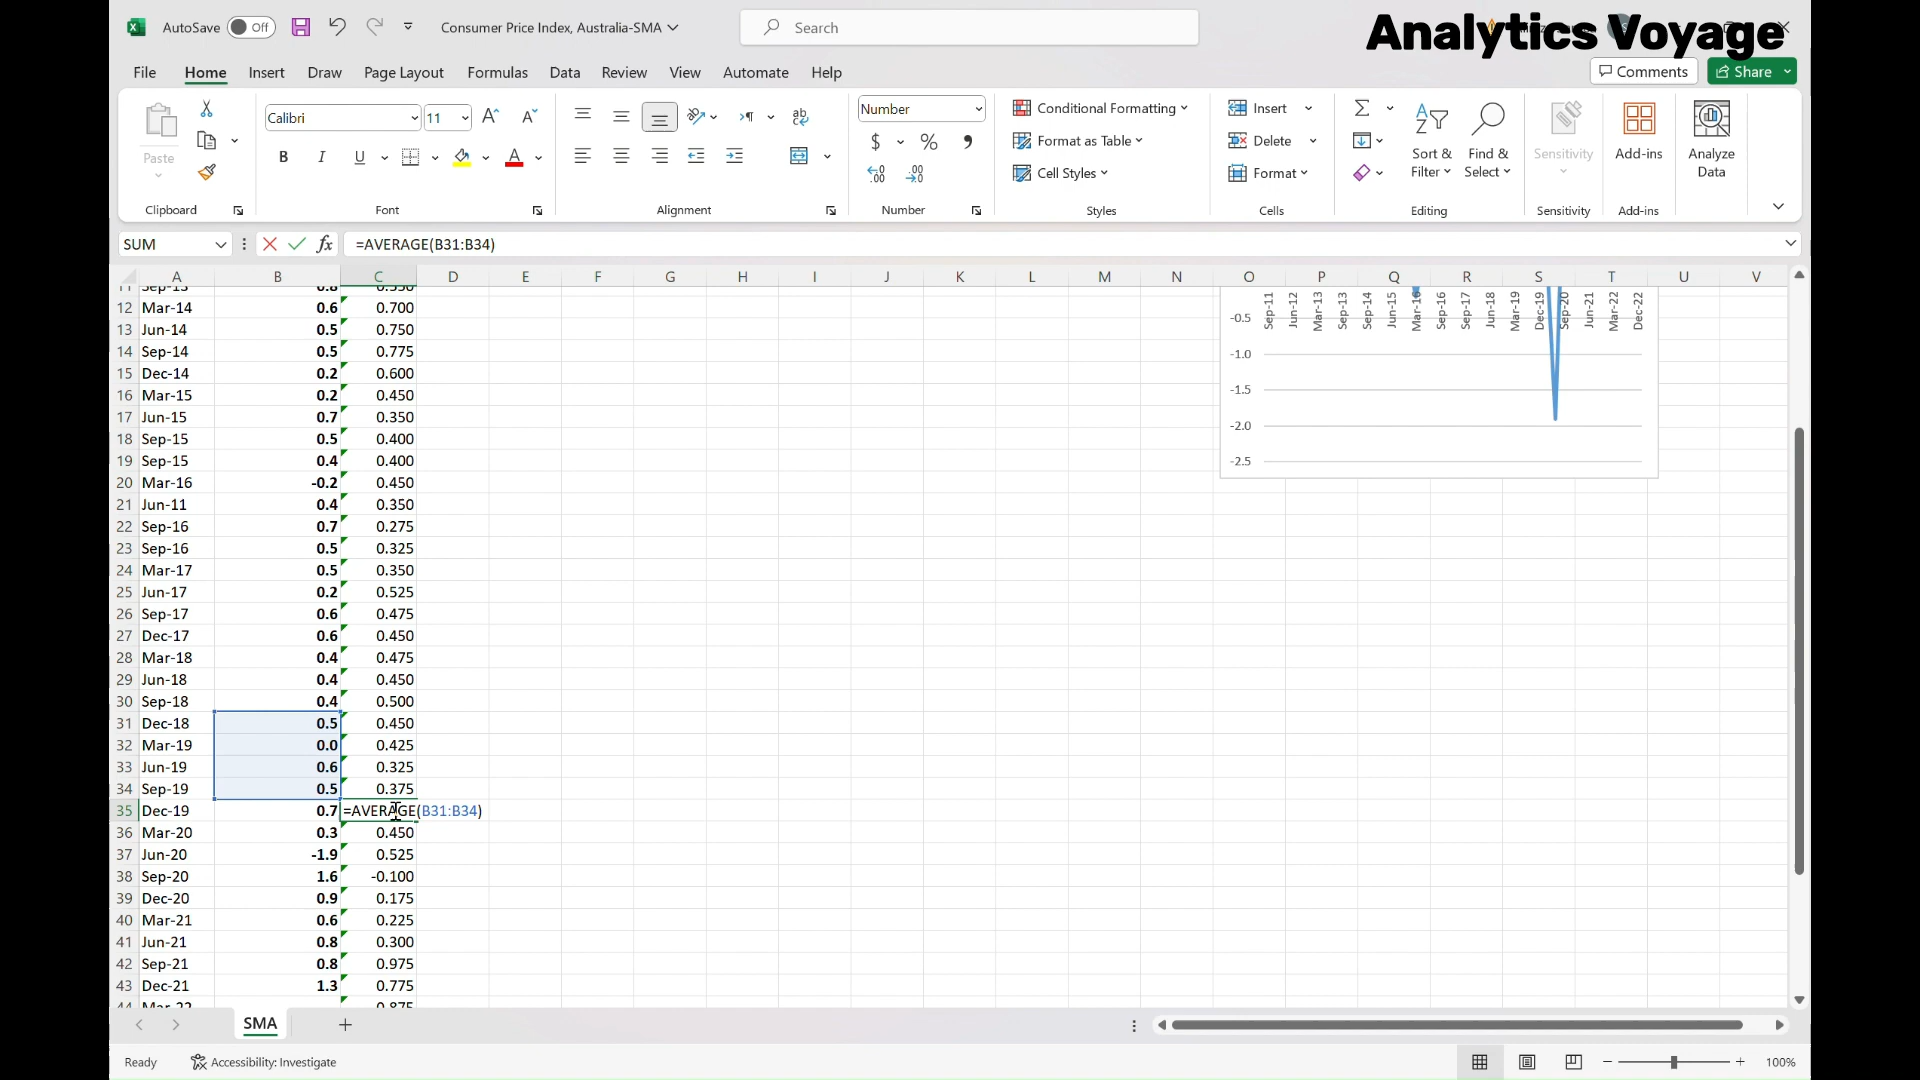 AutoSave Off Consumer Price Index, Australia-SMA Search Analytics Voyage
File Home Insert Draw Page Layout Formulas Data Review View Automate Help Comments Share
Calibri 11 Number Conditional Formatting Insert
Paste B I U $ % Format as Table Delete Sort & Filter Find & Select Sensitivity Add-ins Analyze Data
Cell Styles Format
Clipboard Font Alignment Number Styles Cells Editing Sensitivity Add-ins
SUM fx =AVERAGE(B31:B34)
A B C D E F G H I J K L M N O P Q R S T U V
12 Mar-14 0.6 0.700
13 Jun-14 0.5 0.750
14 Sep-14 0.5 0.775
15 Dec-14 0.2 0.600
16 Mar-15 0.2 0.450
17 Jun-15 0.7 0.350
18 Sep-15 0.5 0.400
19 Sep-15 0.4 0.400
20 Mar-16 -0.2 0.450
21 Jun-11 0.4 0.350
22 Sep-16 0.7 0.275
23 Sep-16 0.5 0.325
24 Mar-17 0.5 0.350
25 Jun-17 0.2 0.525
26 Sep-17 0.6 0.475
27 Dec-17 0.6 0.450
28 Mar-18 0.4 0.475
29 Jun-18 0.4 0.450
30 Sep-18 0.4 0.500
31 Dec-18 0.5 0.450
32 Mar-19 0.0 0.425
33 Jun-19 0.6 0.325
34 Sep-19 0.5 0.375
35 Dec-19 0.7 =AVERAGE(B31:B34)
36 Mar-20 0.3 0.450
37 Jun-20 -1.9 0.525
38 Sep-20 1.6 -0.100
39 Dec-20 0.9 0.175
40 Mar-21 0.6 0.225
41 Jun-21 0.8 0.300
42 Sep-21 0.8 0.975
43 Dec-21 1.3 0.775
-0.5
-1.0
-1.5
-2.0
-2.5
Sep-11 Jun-12 Mar-13 Sep-13 Sep-14 Jun-15 Mar-16 Sep-16 Sep-17 Jun-18 Mar-19 Dec-19 Sep-20 Jun-21 Mar-22 Dec-22
SMA
Ready Accessibility: Investigate 100%